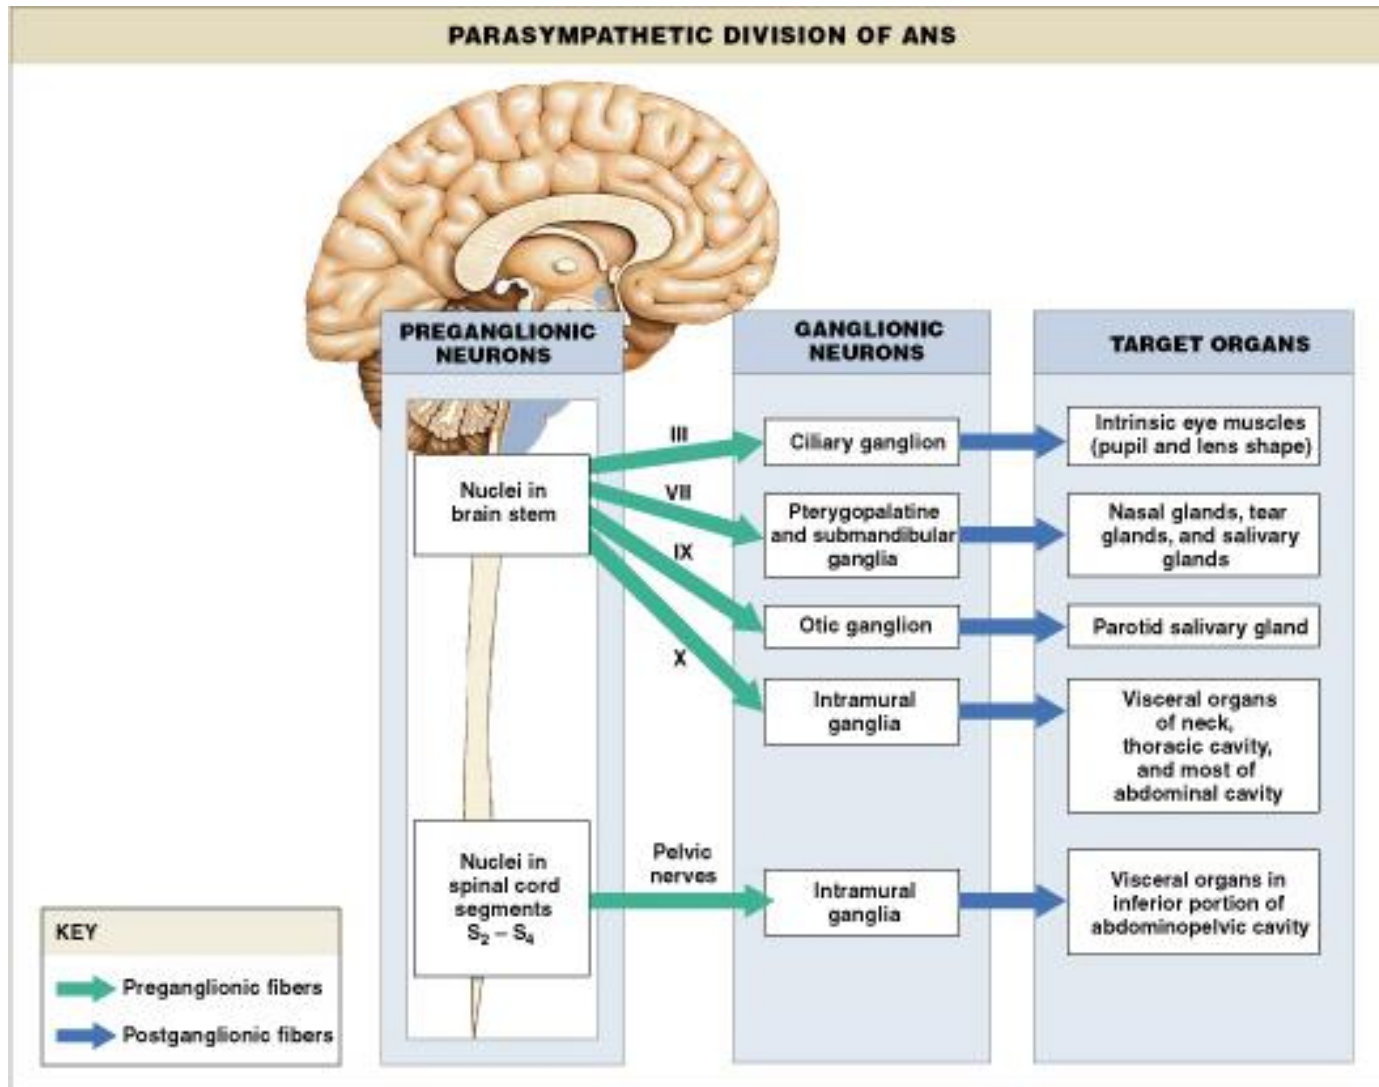 PARASYMPATHETIC DIVISION OF ANS
PREGANGLIONIC
NEURONS
GANGLIONIC
NEURONS
TARGET ORGANS
Nuclei in
brain stem
III
VII
IX
X
Ciliary ganglion
Intrinsic eye muscles
(pupil and lens shape)
Pterygopalatine
and submandibular
ganglia
Nasal glands, tear
glands, and salivary
glands
Otic ganglion
Parotid salivary gland
Intramural
ganglia
Visceral organs
of neck,
thoracic cavity,
and most of
abdominal cavity
Nuclei in
spinal cord
segments
S₂ – S₄
Pelvic
nerves
Intramural
ganglia
Visceral organs in
inferior portion of
abdominopelvic cavity
KEY
Preganglionic fibers
Postganglionic fibers